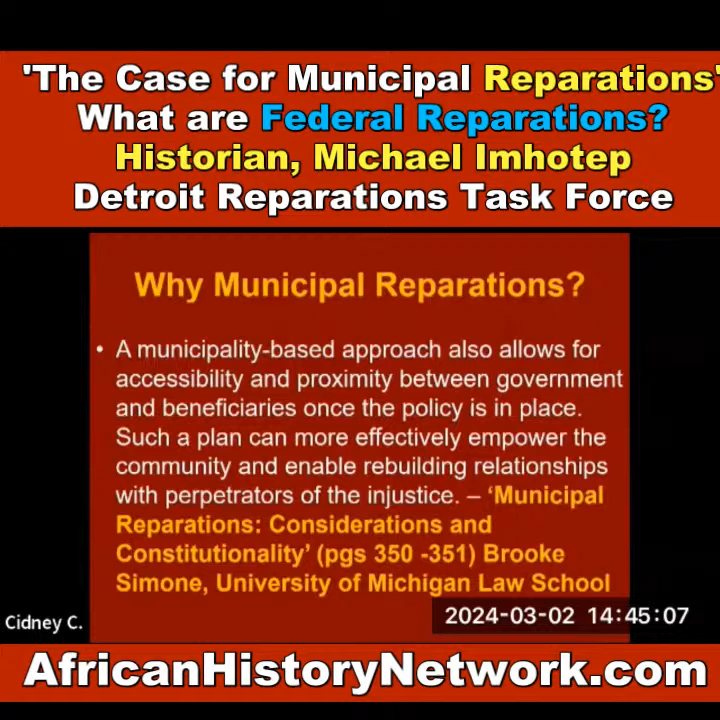 'The Case for Municipal Reparations'
What are Federal Reparations?
Historian, Michael Imhotep
Detroit Reparations Task Force
Why Municipal Reparations?
• A municipality-based approach also allows for
accessibility and proximity between government
and beneficiaries once the policy is in place.
Such a plan can more effectively empower the
community and enable rebuilding relationships
with perpetrators of the injustice. – 'Municipal
Reparations: Considerations and
Constitutionality' (pgs 350 -351) Brooke
Simone, University of Michigan Law School
Cidney C.
2024-03-02 14:45:07
AfricanHistoryNetwork.com